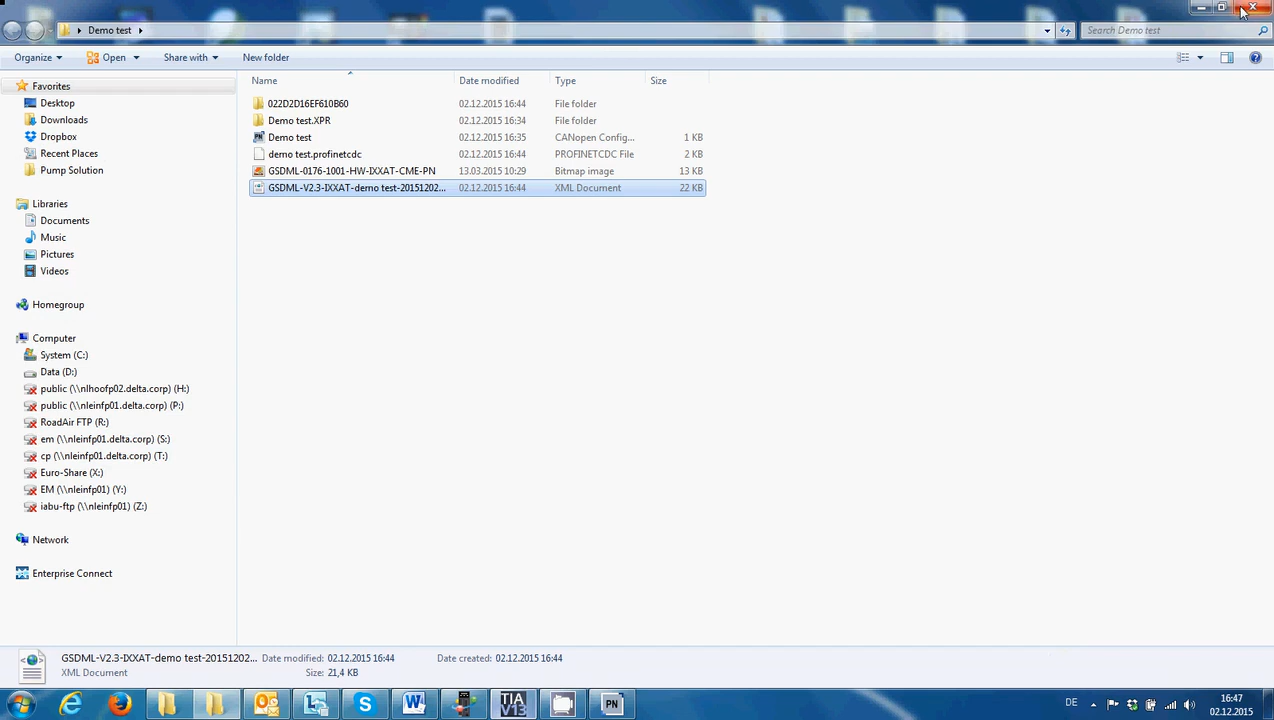 Demo test
Search Demo test
Organize
Open
Share with
New folder
Name
Date modified
Type
Size
Favorites
Desktop
Downloads
Dropbox
Recent Places
Pump Solution
Libraries
Documents
Music
Pictures
Videos
Homegroup
Computer
System (C:)
Data (D:)
public (\\nlhoofp02.delta.corp) (H:)
public (\\nleinfp01.delta.corp) (P:)
RoadAir FTP (R:)
em (\\nleinfp01.delta.corp) (S:)
cp (\\nleinfp01.delta.corp) (T:)
Euro-Share (X:)
EM (\\nleinfp01) (Y:)
iabu-ftp (\\nleinfp01) (Z:)
Network
Enterprise Connect
022D2D16EF610B60 02.12.2015 16:44 File folder
Demo test.XPR 02.12.2015 16:34 File folder
Demo test 02.12.2015 16:35 CANopen Config... 1 KB
demo test.profinetcdc 02.12.2015 16:44 PROFINETCDC File 2 KB
GSDML-0176-1001-HW-IXXAT-CME-PN 13.03.2015 10:29 Bitmap image 13 KB
GSDML-V2.3-IXXAT-demo test-20151202... 02.12.2015 16:44 XML Document 22 KB
GSDML-V2.3-IXXAT-demo test-20151202... Date modified: 02.12.2015 16:44 Date created: 02.12.2015 16:44
XML Document Size: 21,4 KB
TIA
V13
PN
DE
16:47
02.12.2015